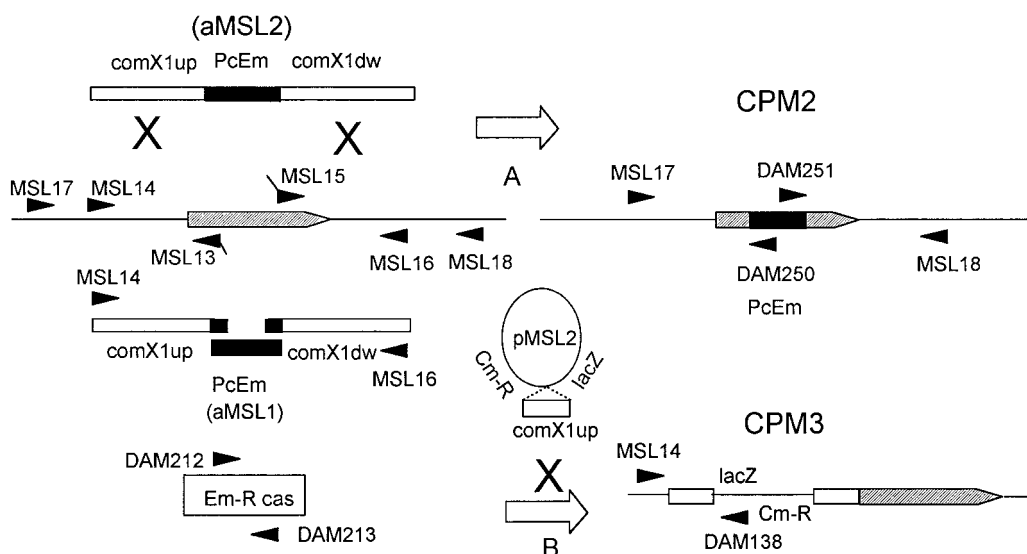 (aMSL2)
comX1up PcEm comX1dw
X X
CPM2
A
MSL17 MSL14 MSL15
MSL13 MSL16 MSL18
MSL17 DAM251
DAM250 MSL18
PcEm
MSL14
comX1up comX1dw
MSL16
PcEm
(aMSL1)
pMSL2
Cm-R lacZ
comX1up
X
B
DAM212
Em-R cas
DAM213
CPM3
MSL14
lacZ
Cm-R
DAM138